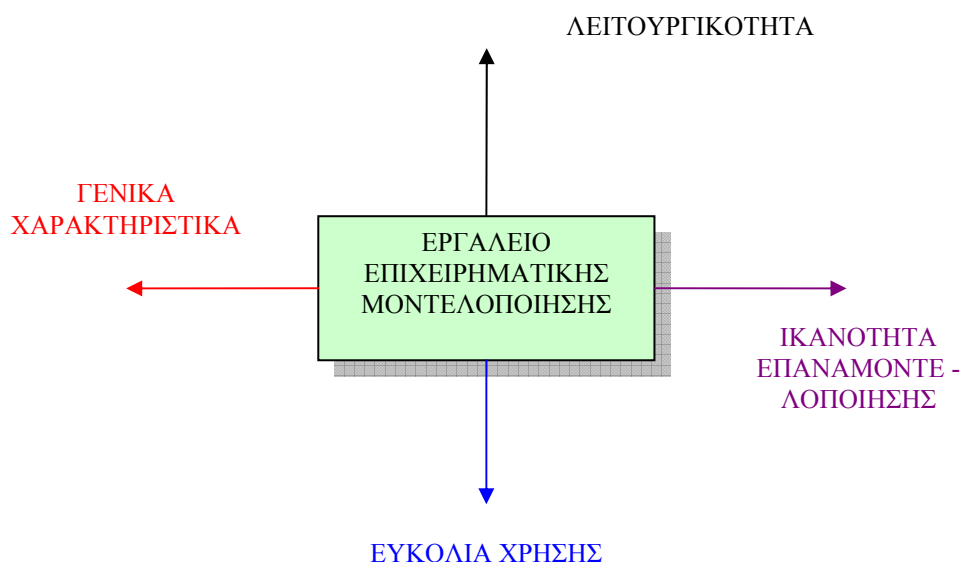 ΛΕΙΤΟΥΡΓΙΚΟΤΗΤΑ
ΓΕΝΙΚΑ
ΧΑΡΑΚΤΗΡΙΣΤΙΚΑ
ΕΡΓΑΛΕΙΟ
ΕΠΙΧΕΙΡΗΜΑΤΙΚΗΣ
ΜΟΝΤΕΛΟΠΟΙΗΣΗΣ
ΙΚΑΝΟΤΗΤΑ
ΕΠΑΝΑΜΟΝΤΕ -
ΛΟΠΟΙΗΣΗΣ
ΕΥΚΟΛΙΑ ΧΡΗΣΗΣ